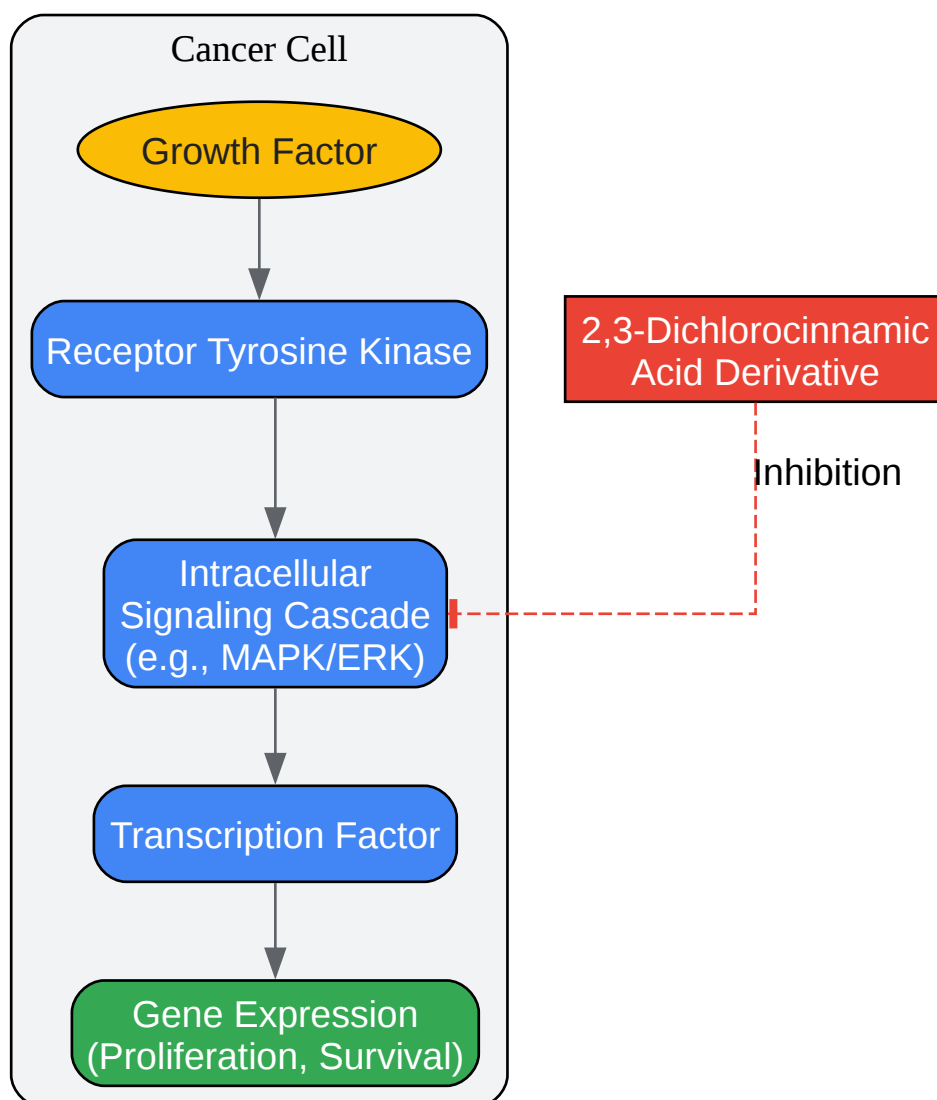 Cancer Cell
Growth Factor
Receptor Tyrosine Kinase
2,3-Dichlorocinnamic
Acid Derivative
Inhibition
Intracellular
Signaling Cascade
(e.g., MAPK/ERK)
Transcription Factor
Gene Expression
(Proliferation, Survival)